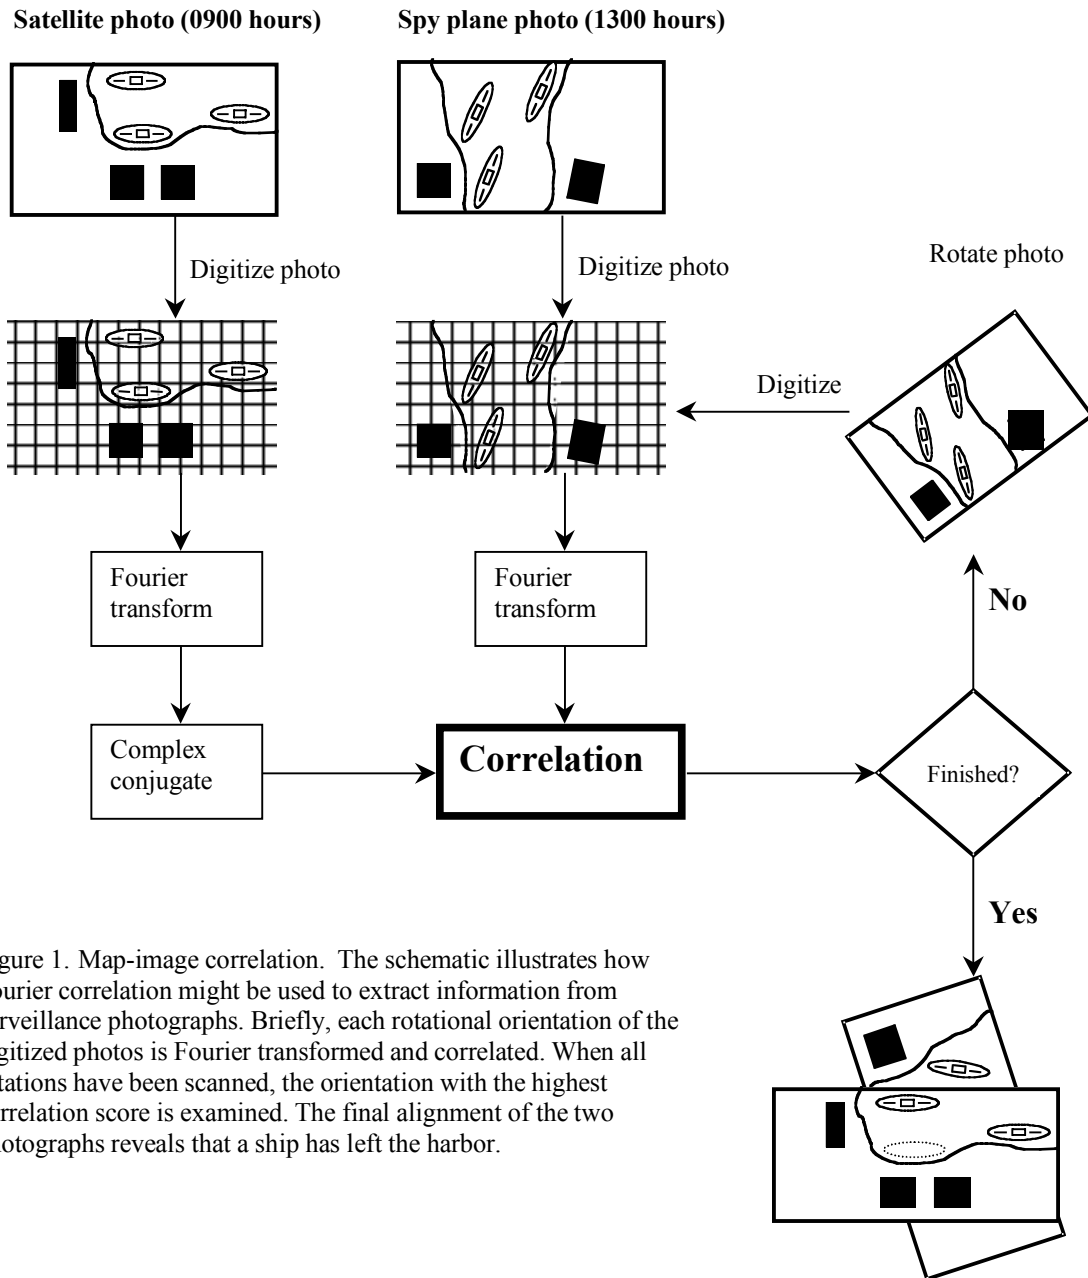 Satellite photo (0900 hours)
Spy plane photo (1300 hours)
Digitize photo
Digitize photo
Rotate photo
Digitize
Fourier
transform
Fourier
transform
No
Complex
conjugate
Correlation
Finished?
Yes
gure 1. Map-image correlation. The schematic illustrates how
ourier correlation might be used to extract information from
rveillance photographs. Briefly, each rotational orientation of the
gitized photos is Fourier transformed and correlated. When all
tations have been scanned, the orientation with the highest
rrelation score is examined. The final alignment of the two
otographs reveals that a ship has left the harbor.